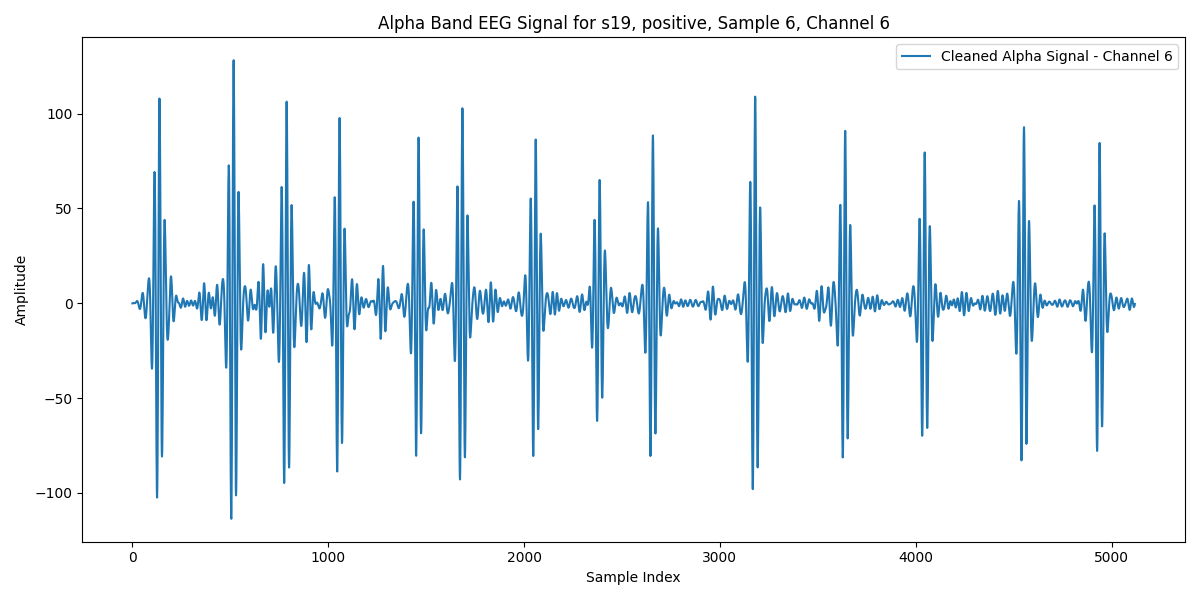 Alpha Band EEG Signal for s19, positive, Sample 6, Channel 6
Cleaned Alpha Signal - Channel 6
Amplitude
100
50
0
−50
−100
0 1000 2000 3000 4000 5000
Sample Index